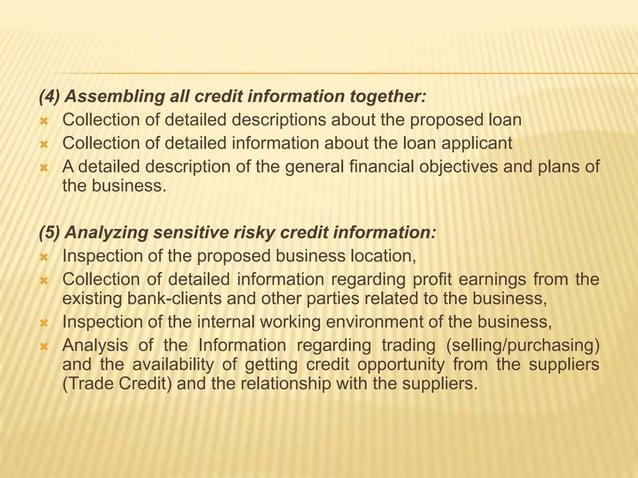 (4) Assembling all credit information together:
Collection of detailed descriptions about the proposed loan
Collection of detailed information about the loan applicant
A detailed description of the general financial objectives and plans of
the business.
(5) Analyzing sensitive risky credit information:
Inspection of the proposed business location,
Collection of detailed information regarding profit earnings from the
existing bank-clients and other parties related to the business,
Inspection of the internal working environment of the business,
Analysis of the Information regarding trading (selling/purchasing)
and the availability of getting credit opportunity from the suppliers
(Trade Credit) and the relationship with the suppliers.